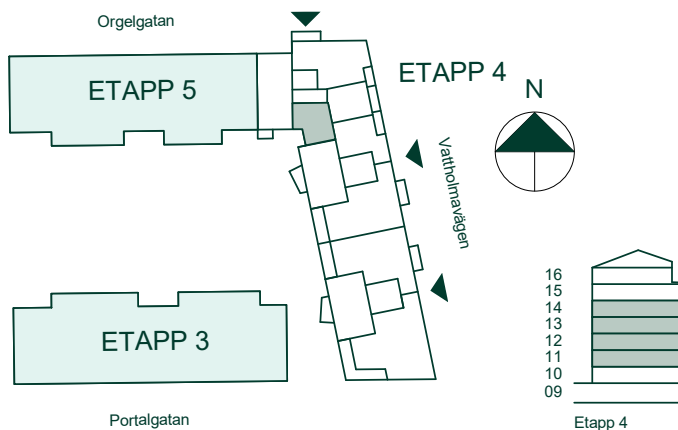 Orgelgatan
ETAPP 5
ETAPP 4
N
Vattholmavägen
ETAPP 3
Portalgatan
16
15
14
13
12
11
10
09
Etapp 4